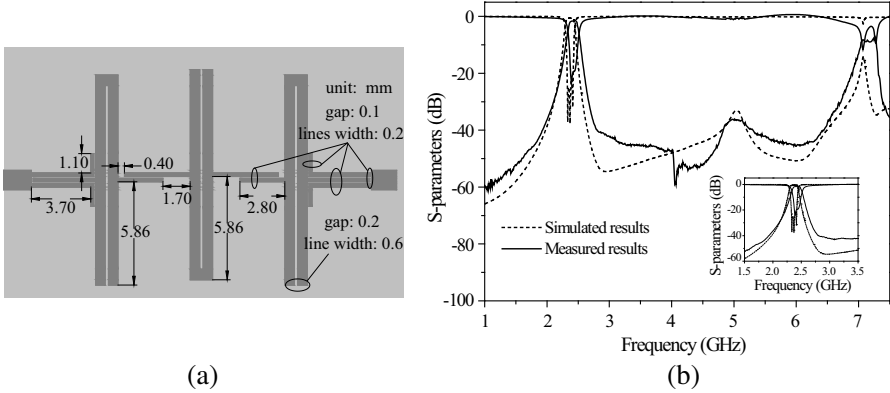 unit: mm
gap: 0.1
lines width: 0.2
1.10
0.40
3.70
1.70
2.80
5.86
5.86
gap: 0.2
line width: 0.6
(a)
S-parameters (dB)
0
-20
-40
-60
-80
-100
1 2 3 4 5 6 7
Frequency (GHz)
Simulated results
Measured results
S-parameters (dB)
0
-20
-40
-60
1.5 2.0 2.5 3.0 3.5
Frequency (GHz)
(b)